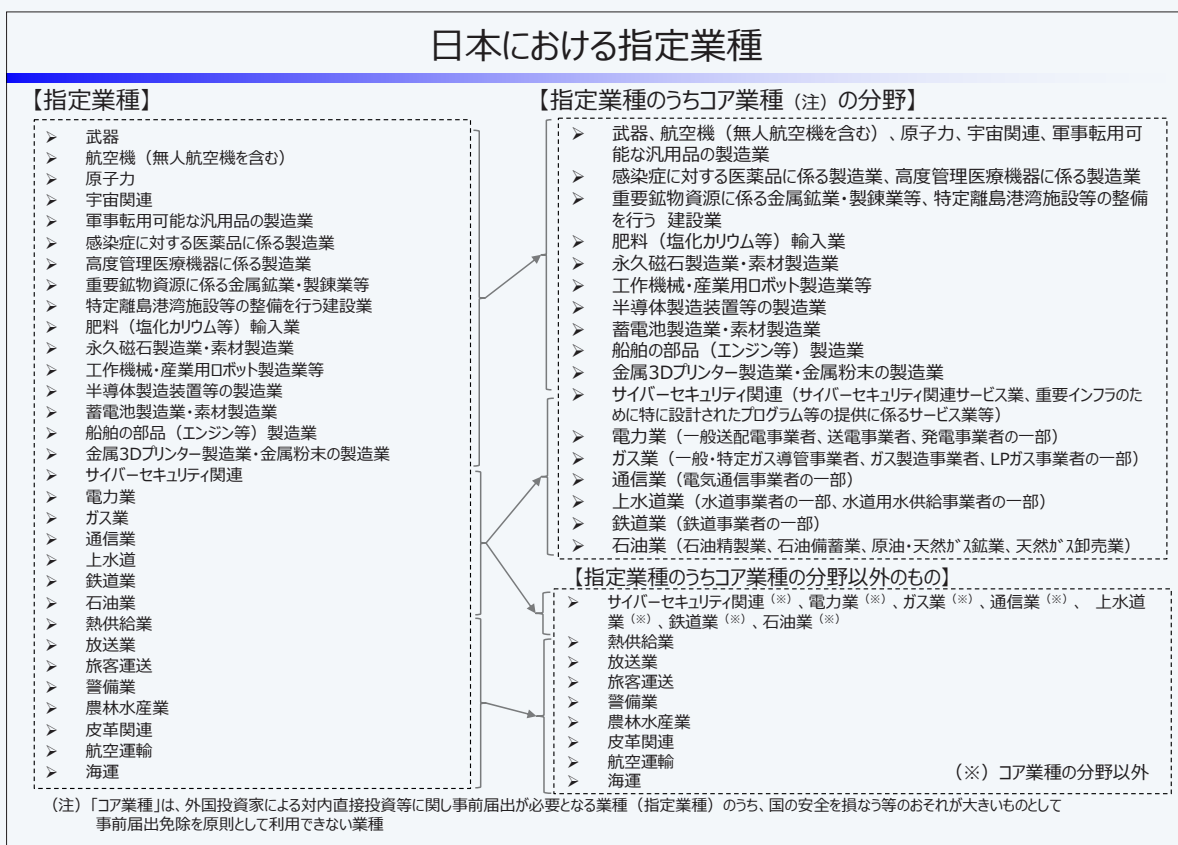 日本における指定業種
【指定業種】
➢ 武器
➢ 航空機（無人航空機を含む）
➢ 原子力
➢ 宇宙関連
➢ 軍事転用可能な汎用品の製造業
➢ 感染症に対する医薬品に係る製造業
➢ 高度管理医療機器に係る製造業
➢ 重要鉱物資源に係る金属鉱業・製錬業等
➢ 特定離島港湾施設等の整備を行う建設業
➢ 肥料（塩化カリウム等）輸入業
➢ 永久磁石製造業・素材製造業
➢ 工作機械・産業用ロボット製造業等
➢ 半導体製造装置等の製造業
➢ 蓄電池製造業・素材製造業
➢ 船舶の部品（エンジン等）製造業
➢ 金属3Dプリンター製造業・金属粉末の製造業
➢ サイバーセキュリティ関連
➢ 電力業
➢ ガス業
➢ 通信業
➢ 上水道
➢ 鉄道業
➢ 石油業
➢ 熱供給業
➢ 放送業
➢ 旅客運送
➢ 警備業
➢ 農林水産業
➢ 皮革関連
➢ 航空運輸
➢ 海運
【指定業種のうちコア業種（注）の分野】
➢ 武器、航空機（無人航空機を含む）、原子力、宇宙関連、軍事転用可
能な汎用品の製造業
➢ 感染症に対する医薬品に係る製造業、高度管理医療機器に係る製造業
➢ 重要鉱物資源に係る金属鉱業・製錬業等、特定離島港湾施設等の整備
を行う 建設業
➢ 肥料（塩化カリウム等）輸入業
➢ 永久磁石製造業・素材製造業
➢ 工作機械・産業用ロボット製造業等
➢ 半導体製造装置等の製造業
➢ 蓄電池製造業・素材製造業
➢ 船舶の部品（エンジン等）製造業
➢ 金属3Dプリンター製造業・金属粉末の製造業
➢ サイバーセキュリティ関連（サイバーセキュリティ関連サービス業、重要インフラのた
めに特に設計されたプログラム等の提供に係るサービス業等）
➢ 電力業（一般送配電事業者、送電事業者、発電事業者の一部）
➢ ガス業（一般・特定ガス導管事業者、ガス製造事業者、LPガス事業者の一部）
➢ 通信業（電気通信事業者の一部）
➢ 上水道業（水道事業者の一部、水道用水供給事業者の一部）
➢ 鉄道業（鉄道事業者の一部）
➢ 石油業（石油精製業、石油備蓄業、原油・天然ｶﾞｽ鉱業、天然ｶﾞｽ卸売業）
【指定業種のうちコア業種の分野以外のもの】
➢ サイバーセキュリティ関連（※）、電力業（※）、ガス業（※）、通信業（※）、 上水道
業（※）、鉄道業（※）、石油業（※）
➢ 熱供給業
➢ 放送業
➢ 旅客運送
➢ 警備業
➢ 農林水産業
➢ 皮革関連
➢ 航空運輸
➢ 海運
（※）コア業種の分野以外
（注）「コア業種」は、外国投資家による対内直接投資等に関し事前届出が必要となる業種（指定業種）のうち、国の安全を損なう等のおそれが大きいものとして
事前届出免除を原則として利用できない業種